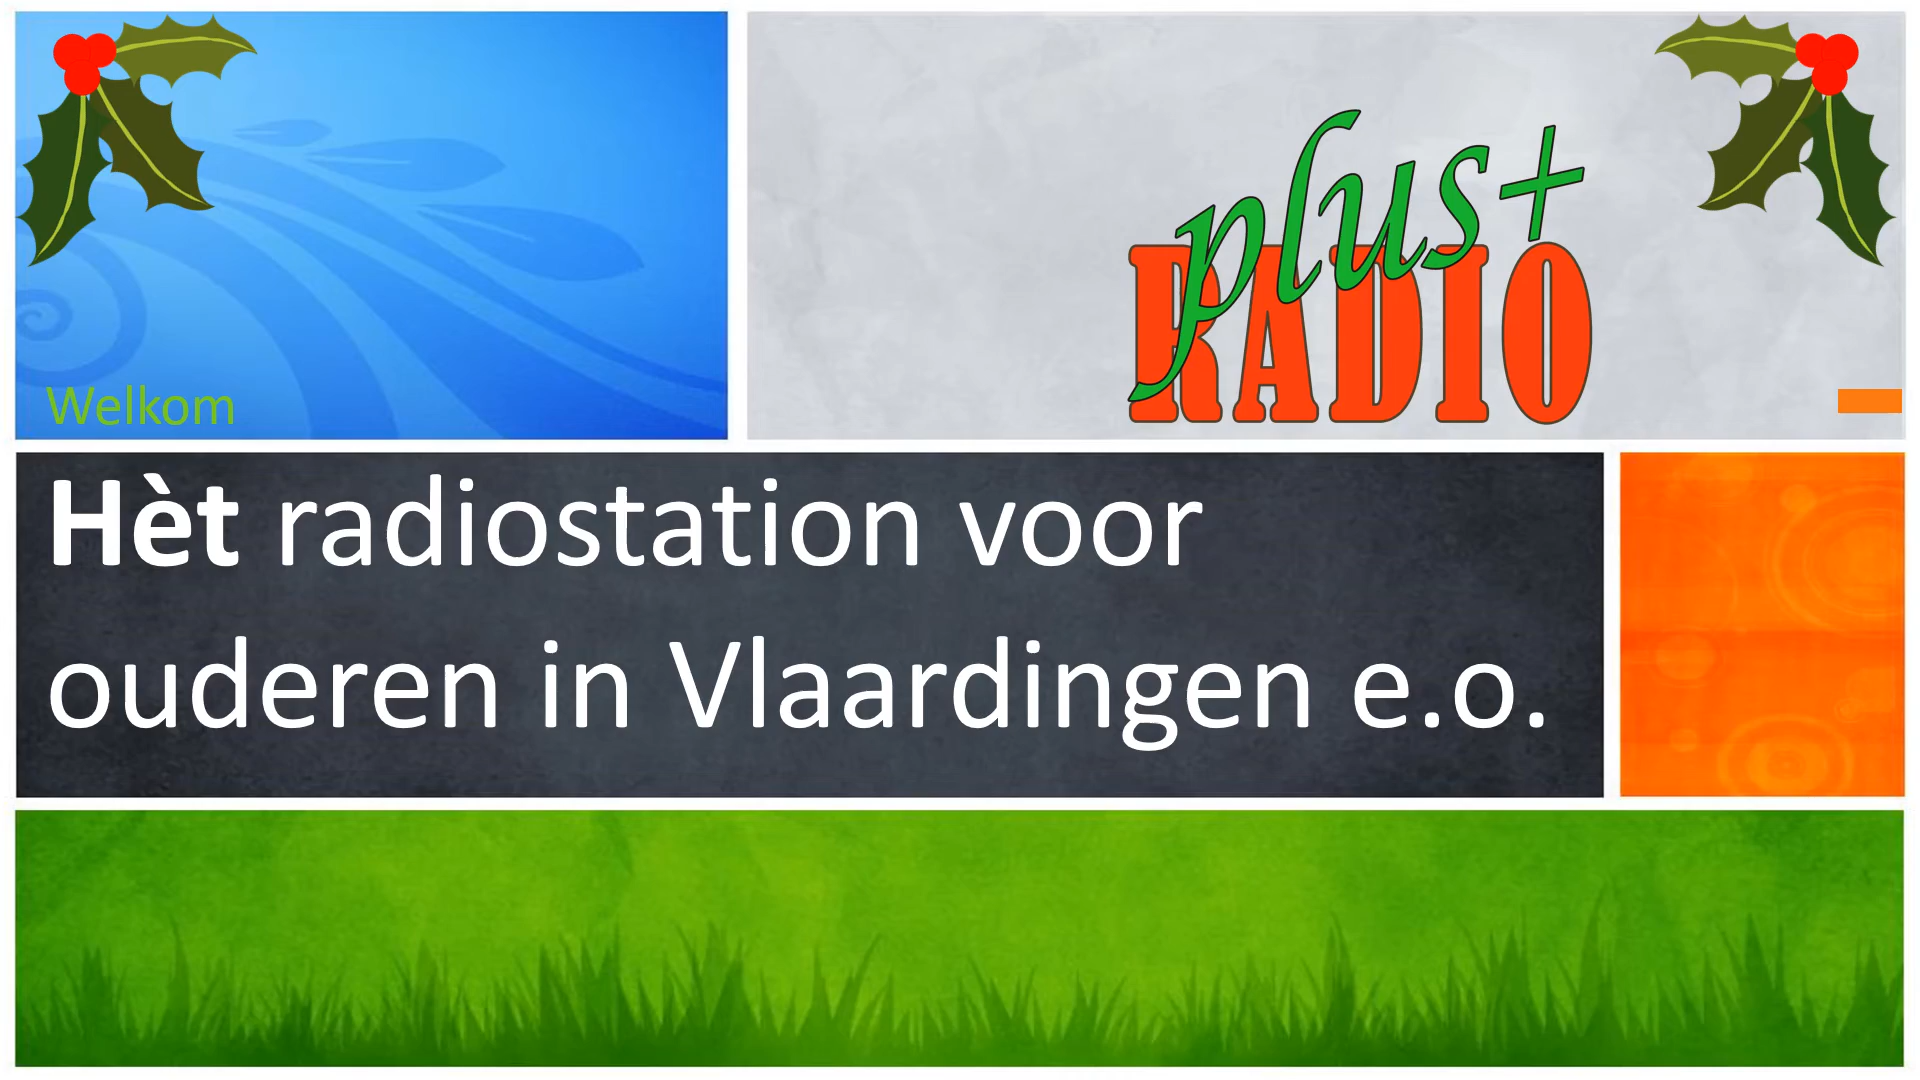 plus+
RADIO
Welkom
Hèt radiostation voor
ouderen in Vlaardingen e.o.